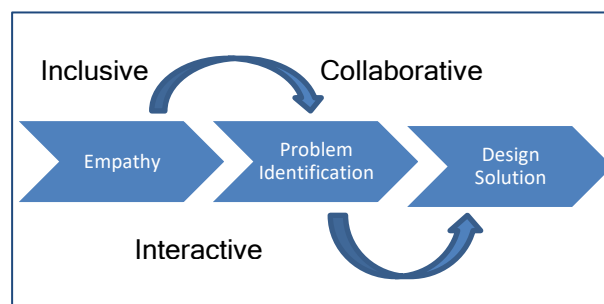 Inclusive
Collaborative
Empathy
Problem
Identification
Design
Solution
Interactive